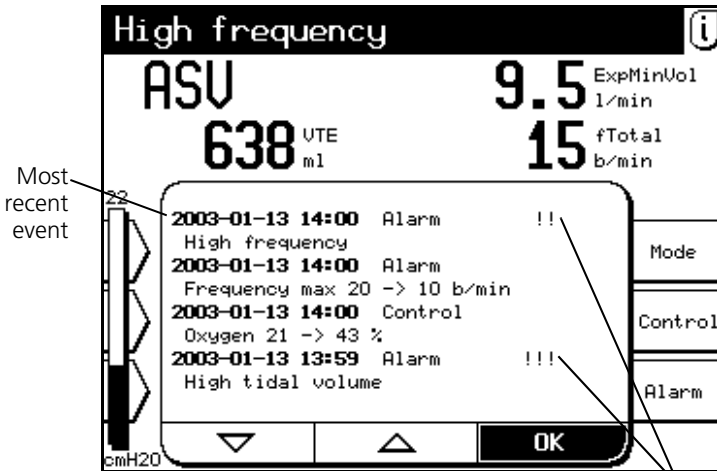 High frequency
ASV
9.5 ExpMinVol l/min
638 VTE ml
15 fTotal b/min
Most recent event
22
2003-01-13 14:00 Alarm !!
High frequency
2003-01-13 14:00 Alarm
Frequency max 20 -> 10 b/min
2003-01-13 14:00 Control
Oxygen 21 -> 43 %
2003-01-13 13:59 Alarm !!!
High tidal volume
Mode
Control
Alarm
OK
cmH2O
i